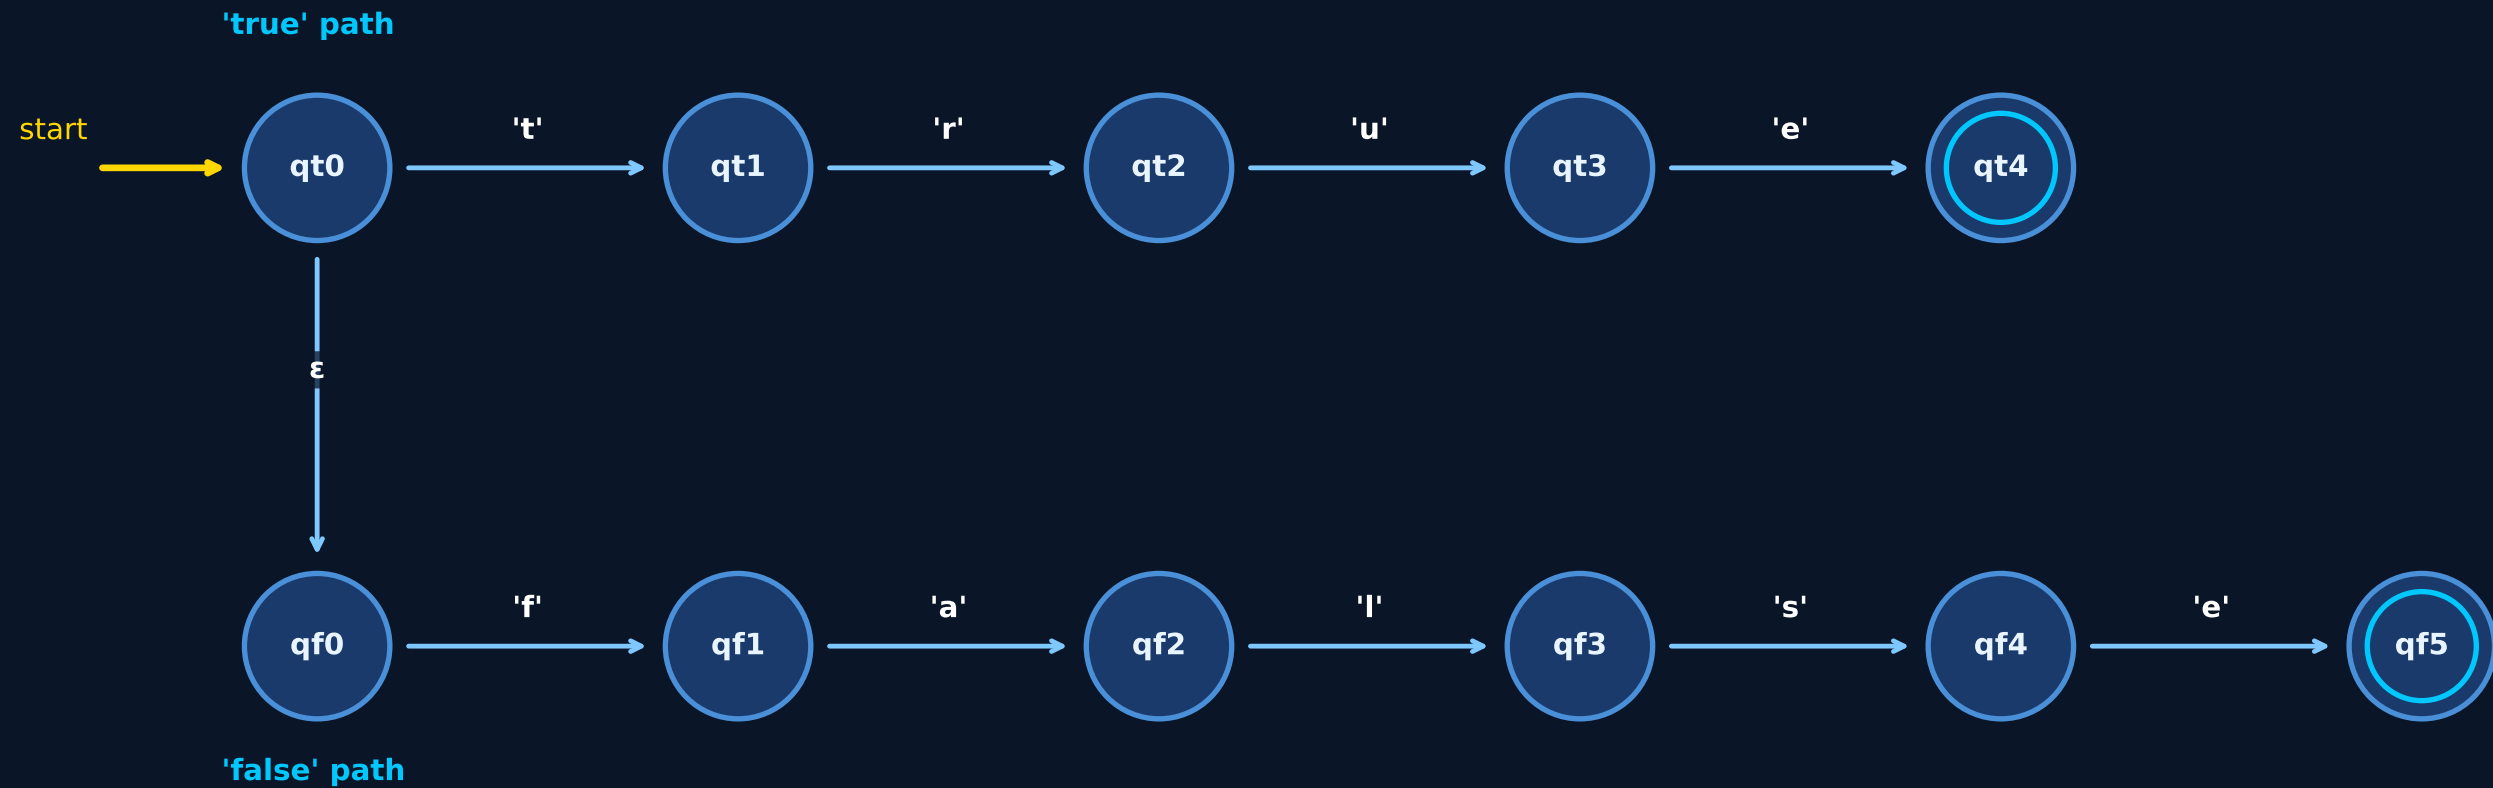 'true' path
start
't'
'r'
'u'
'e'
qt0
qt1
qt2
qt3
qt4
ε
'f'
'a'
'l'
's'
'e'
qf0
qf1
qf2
qf3
qf4
qf5
'false' path